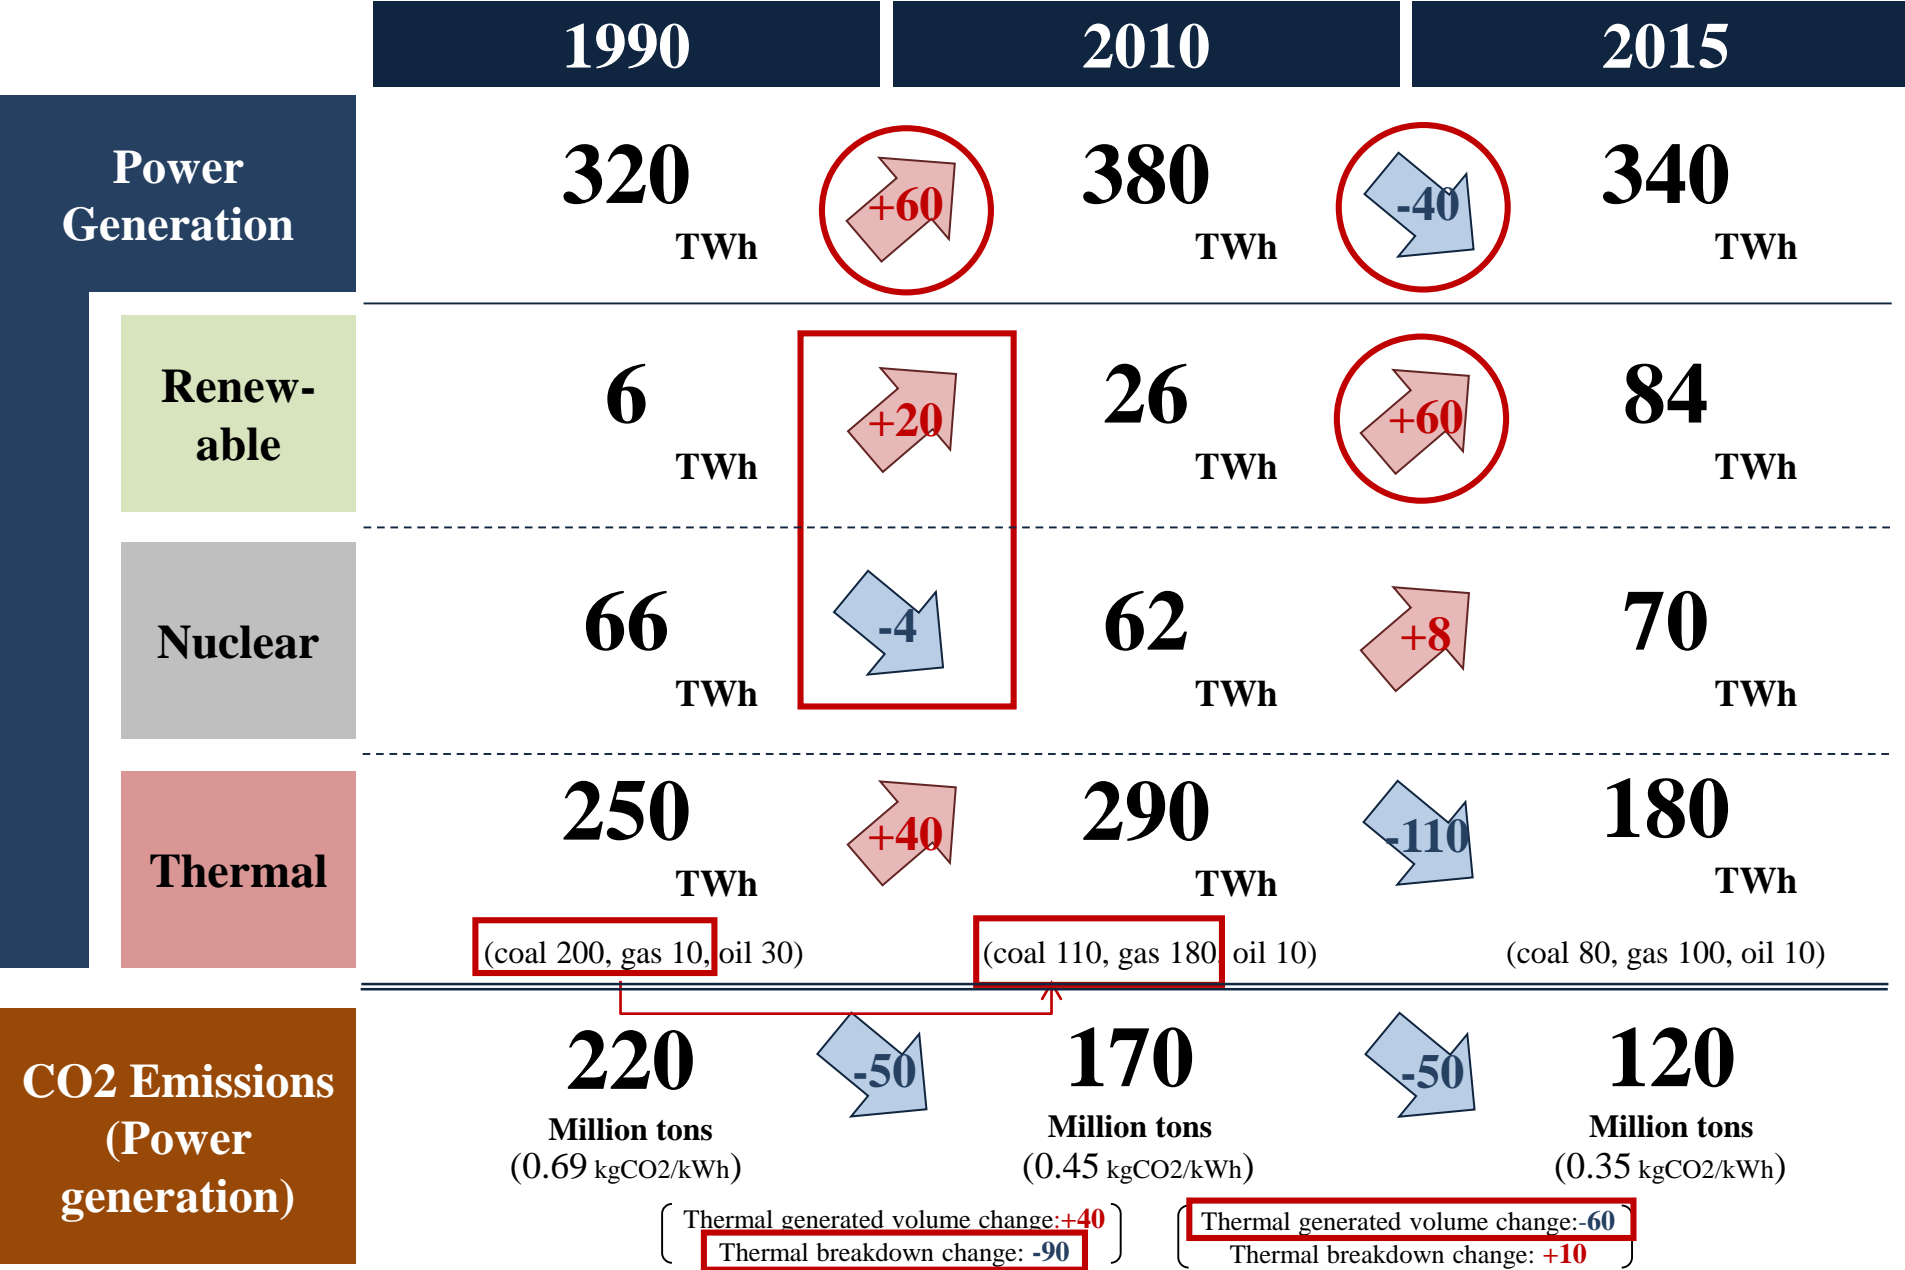 1990
2010
2015
Power
Generation
320
TWh
+60
380
TWh
-40
340
TWh
Renew-
able
6
TWh
+20
26
TWh
+60
84
TWh
Nuclear
66
TWh
-4
62
TWh
+8
70
TWh
Thermal
250
TWh
+40
290
TWh
-110
180
TWh
(coal 200, gas 10, oil 30)
(coal 110, gas 180, oil 10)
(coal 80, gas 100, oil 10)
CO2 Emissions
(Power
generation)
220
Million tons
(0.69 kgCO2/kWh)
-50
170
Million tons
(0.45 kgCO2/kWh)
-50
120
Million tons
(0.35 kgCO2/kWh)
Thermal generated volume change:+40
Thermal breakdown change: -90
Thermal generated volume change:-60
Thermal breakdown change: +10